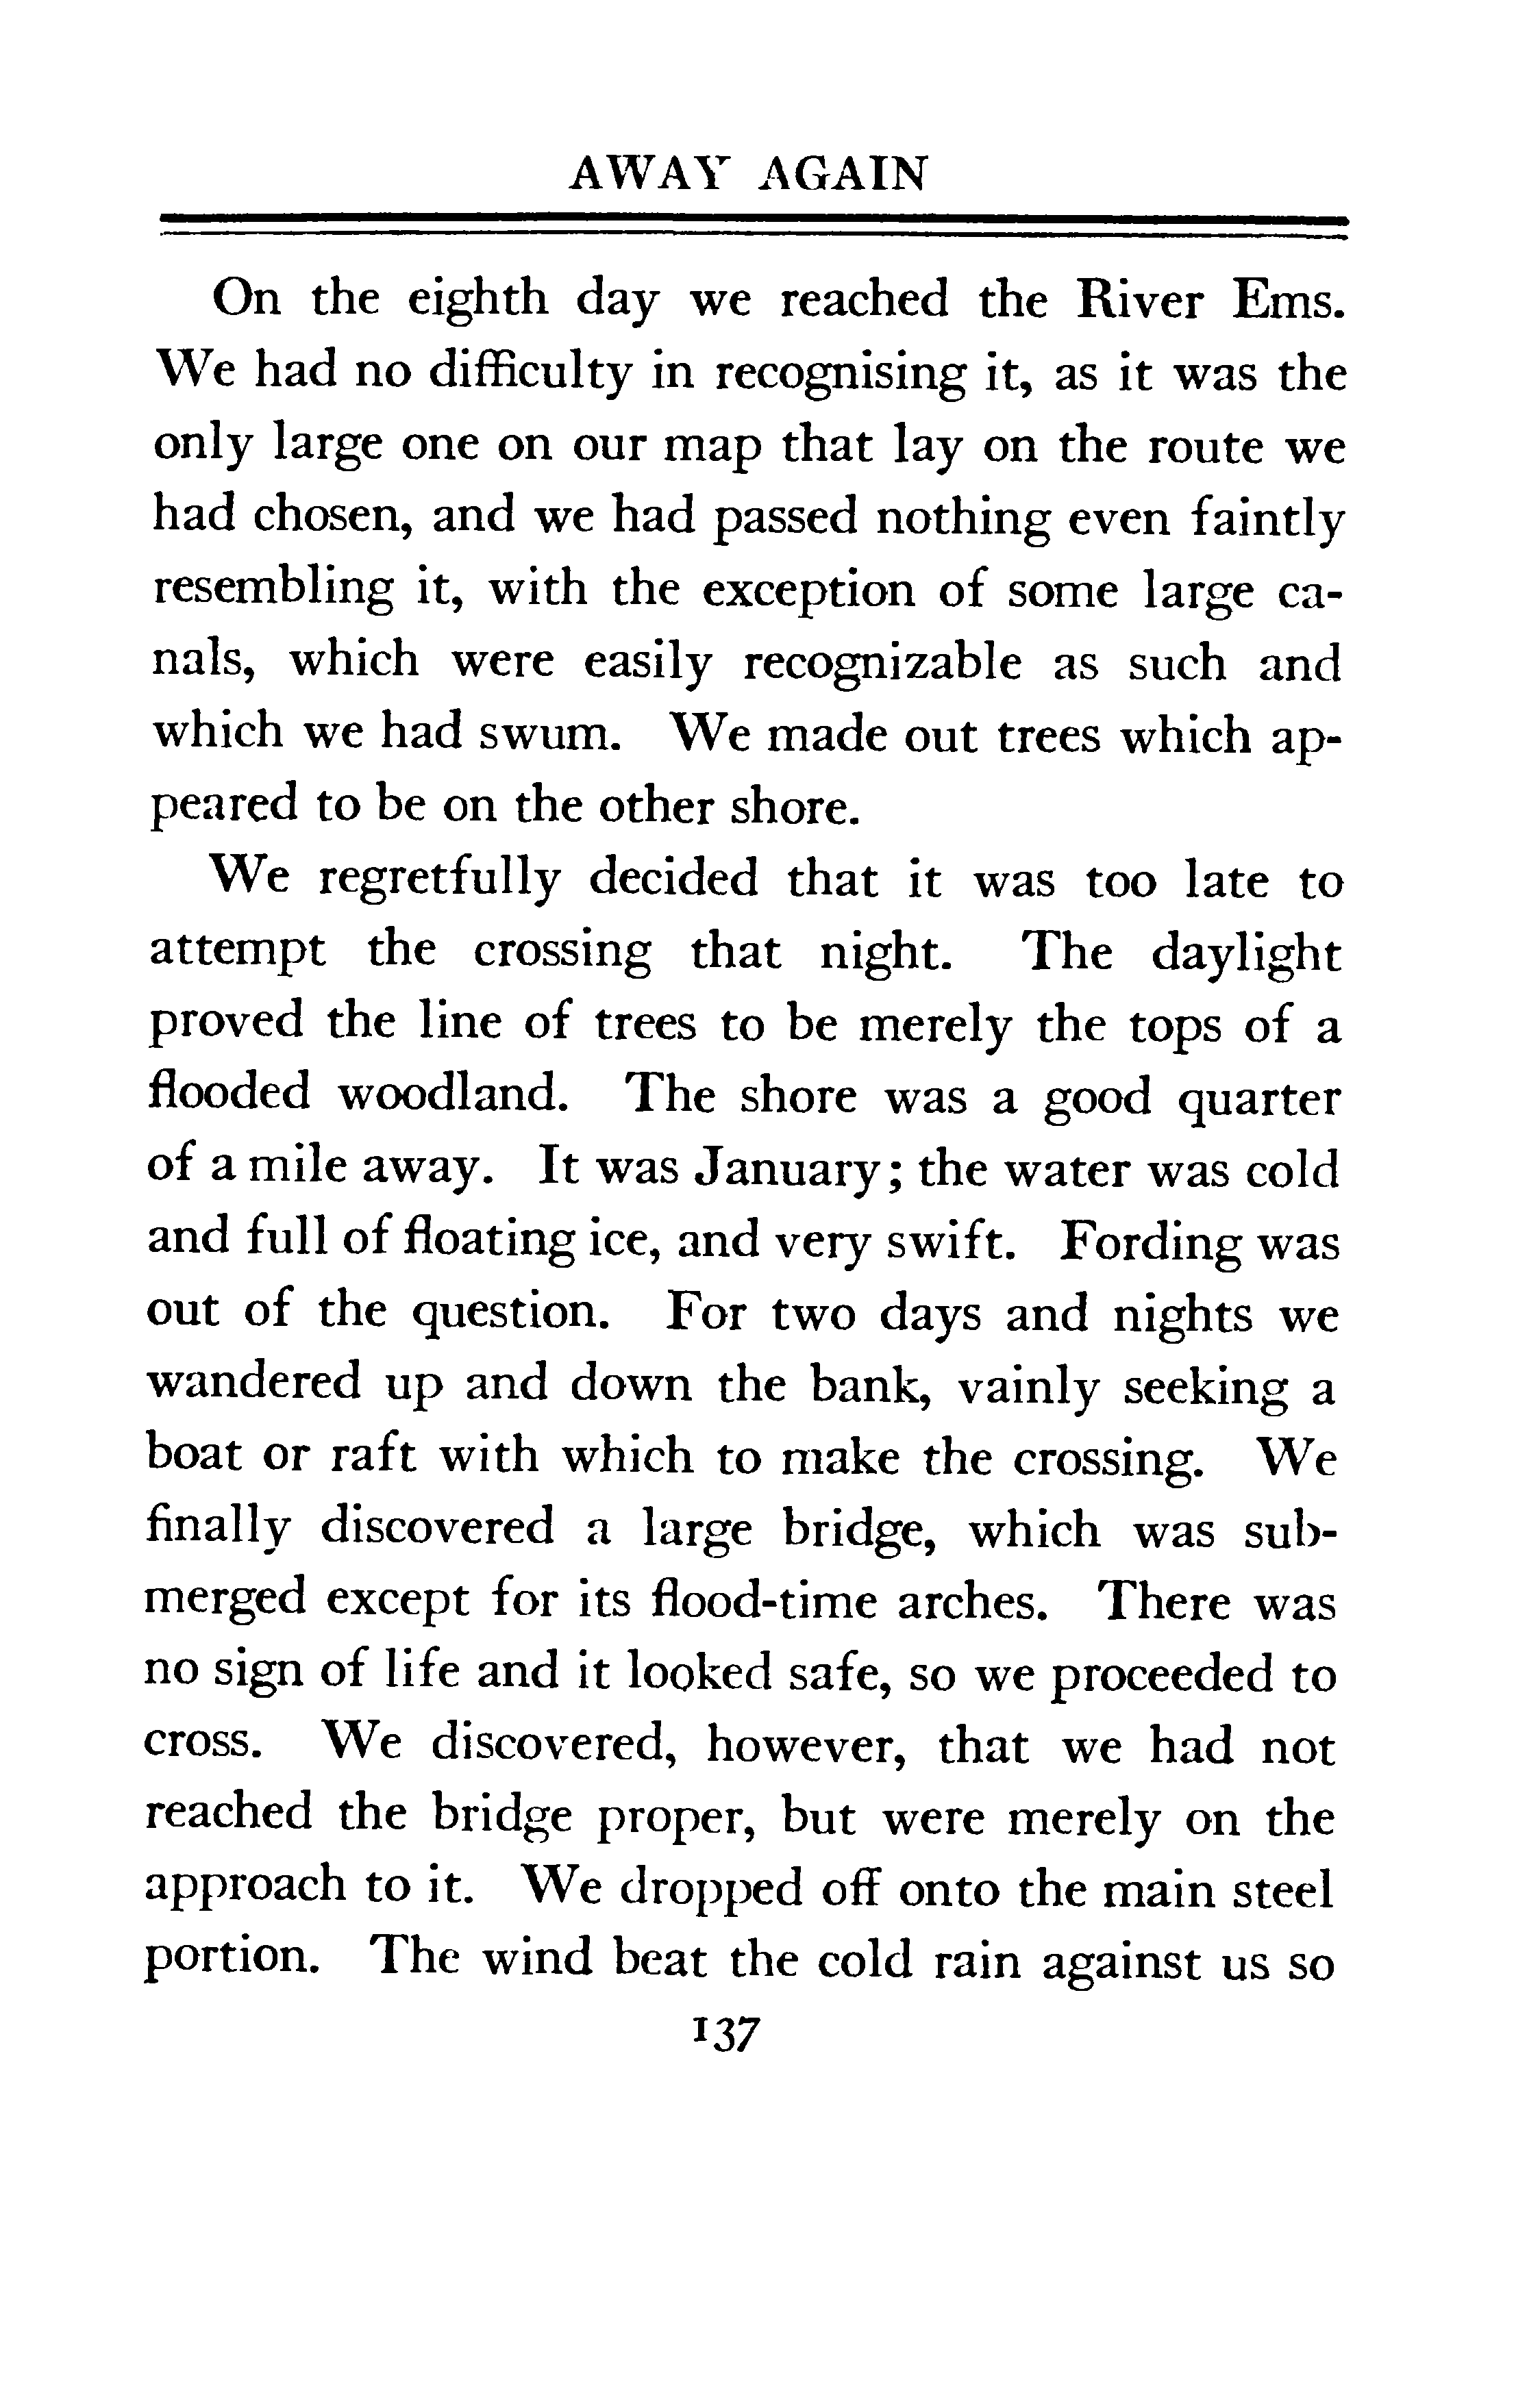 AWAY AGAIN
On the eighth day we reached the River Ems.
We had no difficulty in recognising it, as it was the
only large one on our map that lay on the route we
had chosen, and we had passed nothing even faintly
resembling it, with the exception of some large ca-
nals, which were easily recognizable as such and
which we had swum. We made out trees which ap-
peared to be on the other shore.
We regretfully decided that it was too late to
attempt the crossing that night. The daylight
proved the line of trees to be merely the tops of a
flooded woodland. The shore was a good quarter
of a mile away. It was January; the water was cold
and full of floating ice, and very swift. Fording was
out of the question. For two days and nights we
wandered up and down the bank, vainly seeking a
boat or raft with which to make the crossing. We
finally discovered a large bridge, which was sub-
merged except for its flood-time arches. There was
no sign of life and it looked safe, so we proceeded to
cross. We discovered, however, that we had not
reached the bridge proper, but were merely on the
approach to it. We dropped off onto the main steel
portion. The wind beat the cold rain against us so
137